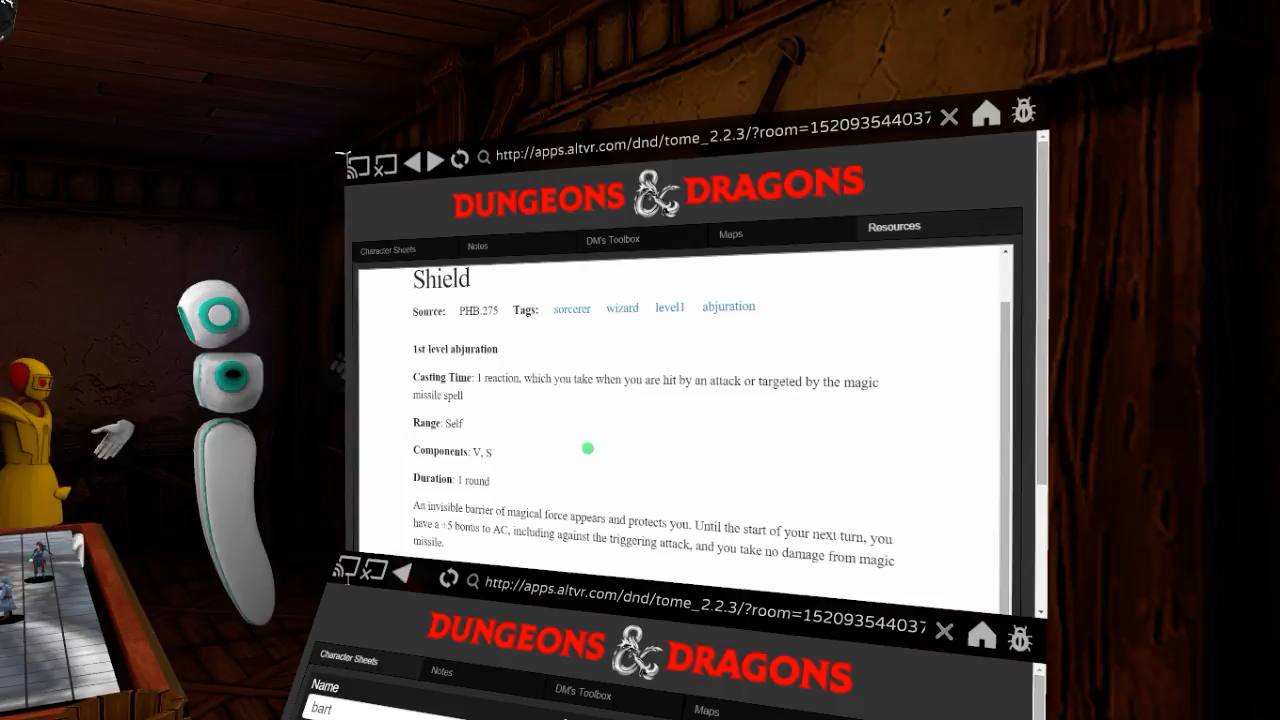 http://apps.altvr.com/dnd/tome_2.2.3/?room=152093544037
DUNGEONS & DRAGONS
Character Sheets Notes DM's Toolbox Maps Resources
Shield
Source: PHB.275 Tags: sorcerer wizard level1 abjuration
1st level abjuration
Casting Time: 1 reaction, which you take when you are hit by an attack or targeted by the magic
missile spell
Range: Self
Components: V, S
Duration: 1 round
An invisible barrier of magical force appears and protects you. Until the start of your next turn, you
have a +5 bonus to AC, including against the triggering attack, and you take no damage from magic
missile.
http://apps.altvr.com/dnd/tome_2.2.3/?room=152093544037
DUNGEONS & DRAGONS
Character Sheets Notes DM's Toolbox Maps
Name
bart